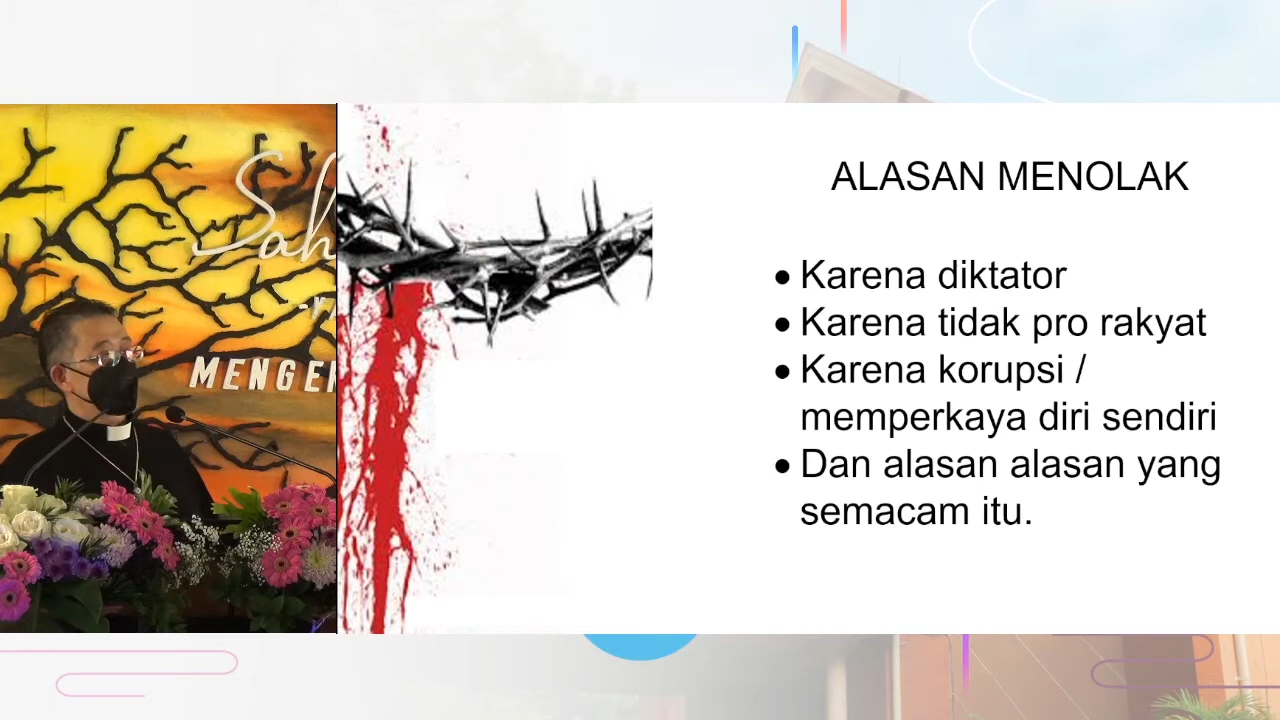 Sah
MENGE
ALASAN MENOLAK
• Karena diktator
• Karena tidak pro rakyat
• Karena korupsi /
memperkaya diri sendiri
• Dan alasan alasan yang
semacam itu.